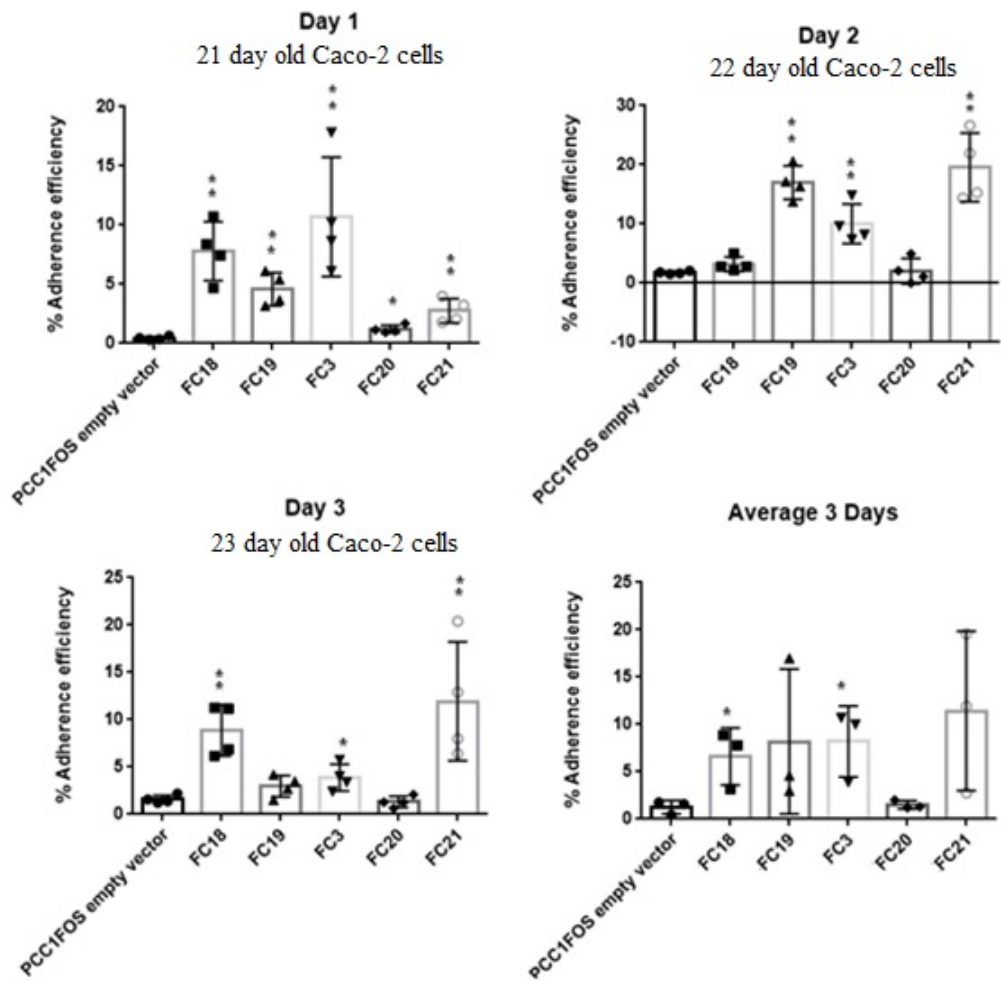 Day 1
21 day old Caco-2 cells
% Adherence efficiency
20
15
10
5
0
**
**
**
*
**
PCC1FOS empty vector
FC18
FC19
FC3
FC20
FC21
Day 2
22 day old Caco-2 cells
% Adherence efficiency
30
20
10
0
-10
**
**
**
PCC1FOS empty vector
FC18
FC19
FC3
FC20
FC21
Day 3
23 day old Caco-2 cells
% Adherence efficiency
25
20
15
10
5
0
**
*
**
PCC1FOS empty vector
FC18
FC19
FC3
FC20
FC21
Average 3 Days
% Adherence efficiency
25
20
15
10
5
0
*
*
PCC1FOS empty vector
FC18
FC19
FC3
FC20
FC21